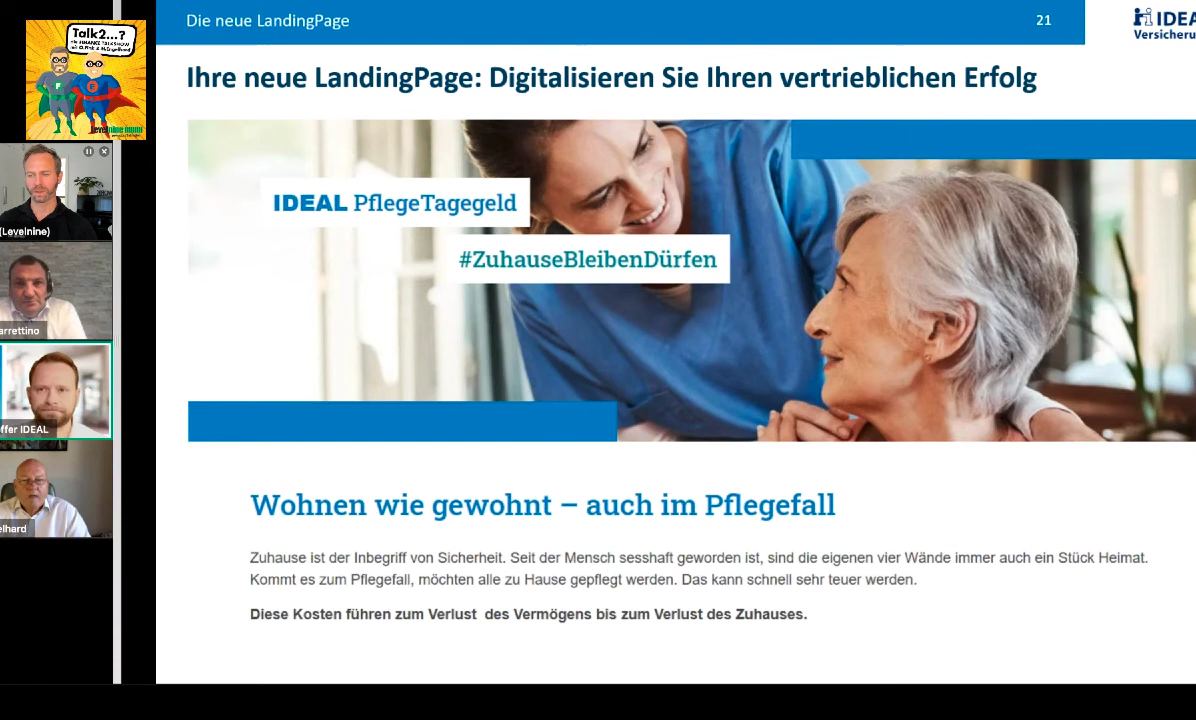 Die neue LandingPage
21
IDEA
Versicheru
Talk2...?
(Levelnine)
arrettino
ffer IDEAL
elhard
Ihre neue LandingPage: Digitalisieren Sie Ihren vertrieblichen Erfolg
IDEAL PflegeTagegeld
#ZuhauseBleibenDürfen
Wohnen wie gewohnt – auch im Pflegefall
Zuhause ist der Inbegriff von Sicherheit. Seit der Mensch sesshaft geworden ist, sind die eigenen vier Wände immer auch ein Stück Heimat.
Kommt es zum Pflegefall, möchten alle zu Hause gepflegt werden. Das kann schnell sehr teuer werden.
Diese Kosten führen zum Verlust  des Vermögens bis zum Verlust des Zuhauses.